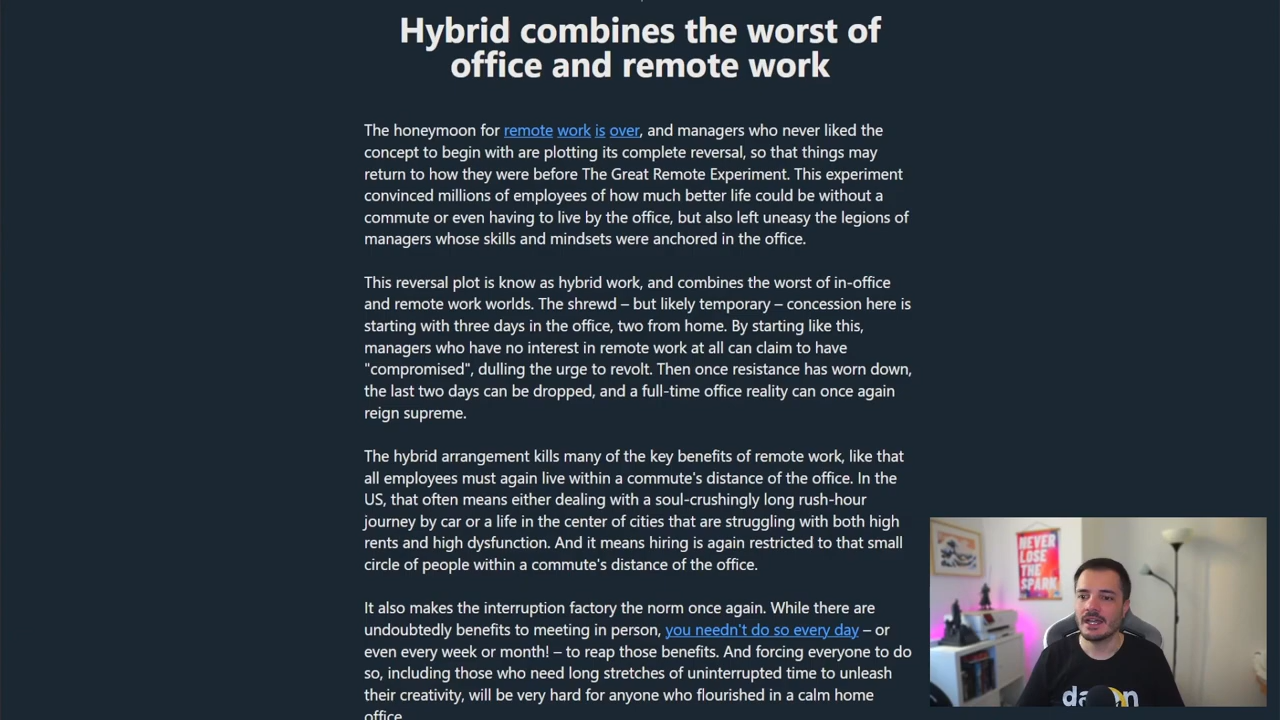 Hybrid combines the worst of
office and remote work
The honeymoon for remote work is over, and managers who never liked the
concept to begin with are plotting its complete reversal, so that things may
return to how they were before The Great Remote Experiment. This experiment
convinced millions of employees of how much better life could be without a
commute or even having to live by the office, but also left uneasy the legions of
managers whose skills and mindsets were anchored in the office.
This reversal plot is know as hybrid work, and combines the worst of in-office
and remote work worlds. The shrewd – but likely temporary – concession here is
starting with three days in the office, two from home. By starting like this,
managers who have no interest in remote work at all can claim to have
"compromised", dulling the urge to revolt. Then once resistance has worn down,
the last two days can be dropped, and a full-time office reality can once again
reign supreme.
The hybrid arrangement kills many of the key benefits of remote work, like that
all employees must again live within a commute's distance of the office. In the
US, that often means either dealing with a soul-crushingly long rush-hour
journey by car or a life in the center of cities that are struggling with both high
rents and high dysfunction. And it means hiring is again restricted to that small
circle of people within a commute's distance of the office.
It also makes the interruption factory the norm once again. While there are
undoubtedly benefits to meeting in person, you needn't do so every day – or
even every week or month! – to reap those benefits. And forcing everyone to do
so, including those who need long stretches of uninterrupted time to unleash
their creativity, will be very hard for anyone who flourished in a calm home
office.
NEVER
LOSE
THE
SPARK